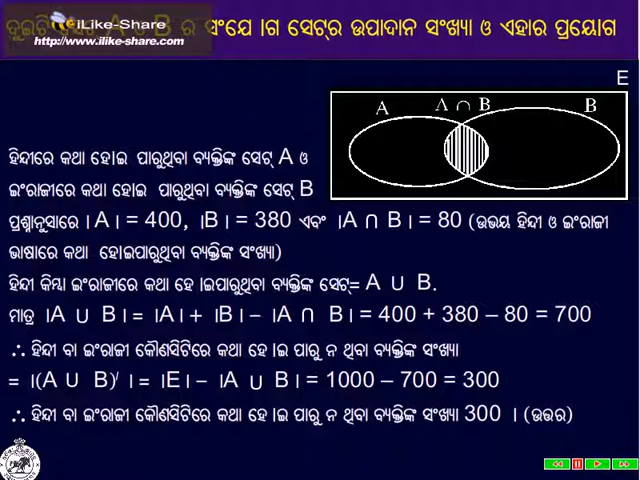 iLike-Share
http://www.ilike-share.com
ର ସଂଯେ ।ଗ ସେଟ୍‌ର ଉପାଦାନ ସଂଖ୍ୟା ଓ ଏହାର ପ୍ରୟୋଗ
E
A A ∩ B B
ହିନ୍ଦୀରେ କଥା ହୋଇ ପାରୁଥିବା ବ୍ୟକ୍ତିଙ୍କ ସେଟ୍ A ଓ
ଇଂରାଜୀରେ କଥା ହୋଇ ପାରୁଥିବା ବ୍ୟକ୍ତିଙ୍କ ସେଟ୍ B
ପ୍ରଶ୍ନାନୁସାରେ ।A। = 400, ।B। = 380 ଏବଂ ।A ∩ B। = 80 (ଉଭୟ ହିନ୍ଦୀ ଓ ଇଂରାଜୀ
ଭାଷାରେ କଥା ହୋଇପାରୁଥିବା ବ୍ୟକ୍ତିଙ୍କ ସଂଖ୍ୟା)
ହିନ୍ଦୀ କିମ୍ବା ଇଂରାଜୀରେ କଥା ହେ ।ଇପାରୁଥିବା ବ୍ୟକ୍ତିଙ୍କ ସେଟ୍= A ∪ B.
ମାତ୍ର ।A ∪ B। = ।A। + ।B। – ।A ∩ B। = 400 + 380 – 80 = 700
∴ ହିନ୍ଦୀ ବା ଇଂରାଜୀ କୌଣସିଟିରେ କଥା ହେ ।ଇ ପାରୁ ନ ଥିବା ବ୍ୟକ୍ତିଙ୍କ ସଂଖ୍ୟା
= ।(A ∪ B)′। = ।E। – ।A ∪ B। = 1000 – 700 = 300
∴ ହିନ୍ଦୀ ବା ଇଂରାଜୀ କୌଣସିଟିରେ କଥା ହେ ।ଇ ପାରୁ ନ ଥିବା ବ୍ୟକ୍ତିଙ୍କ ସଂଖ୍ୟା 300 । (ଉତ୍ତର)